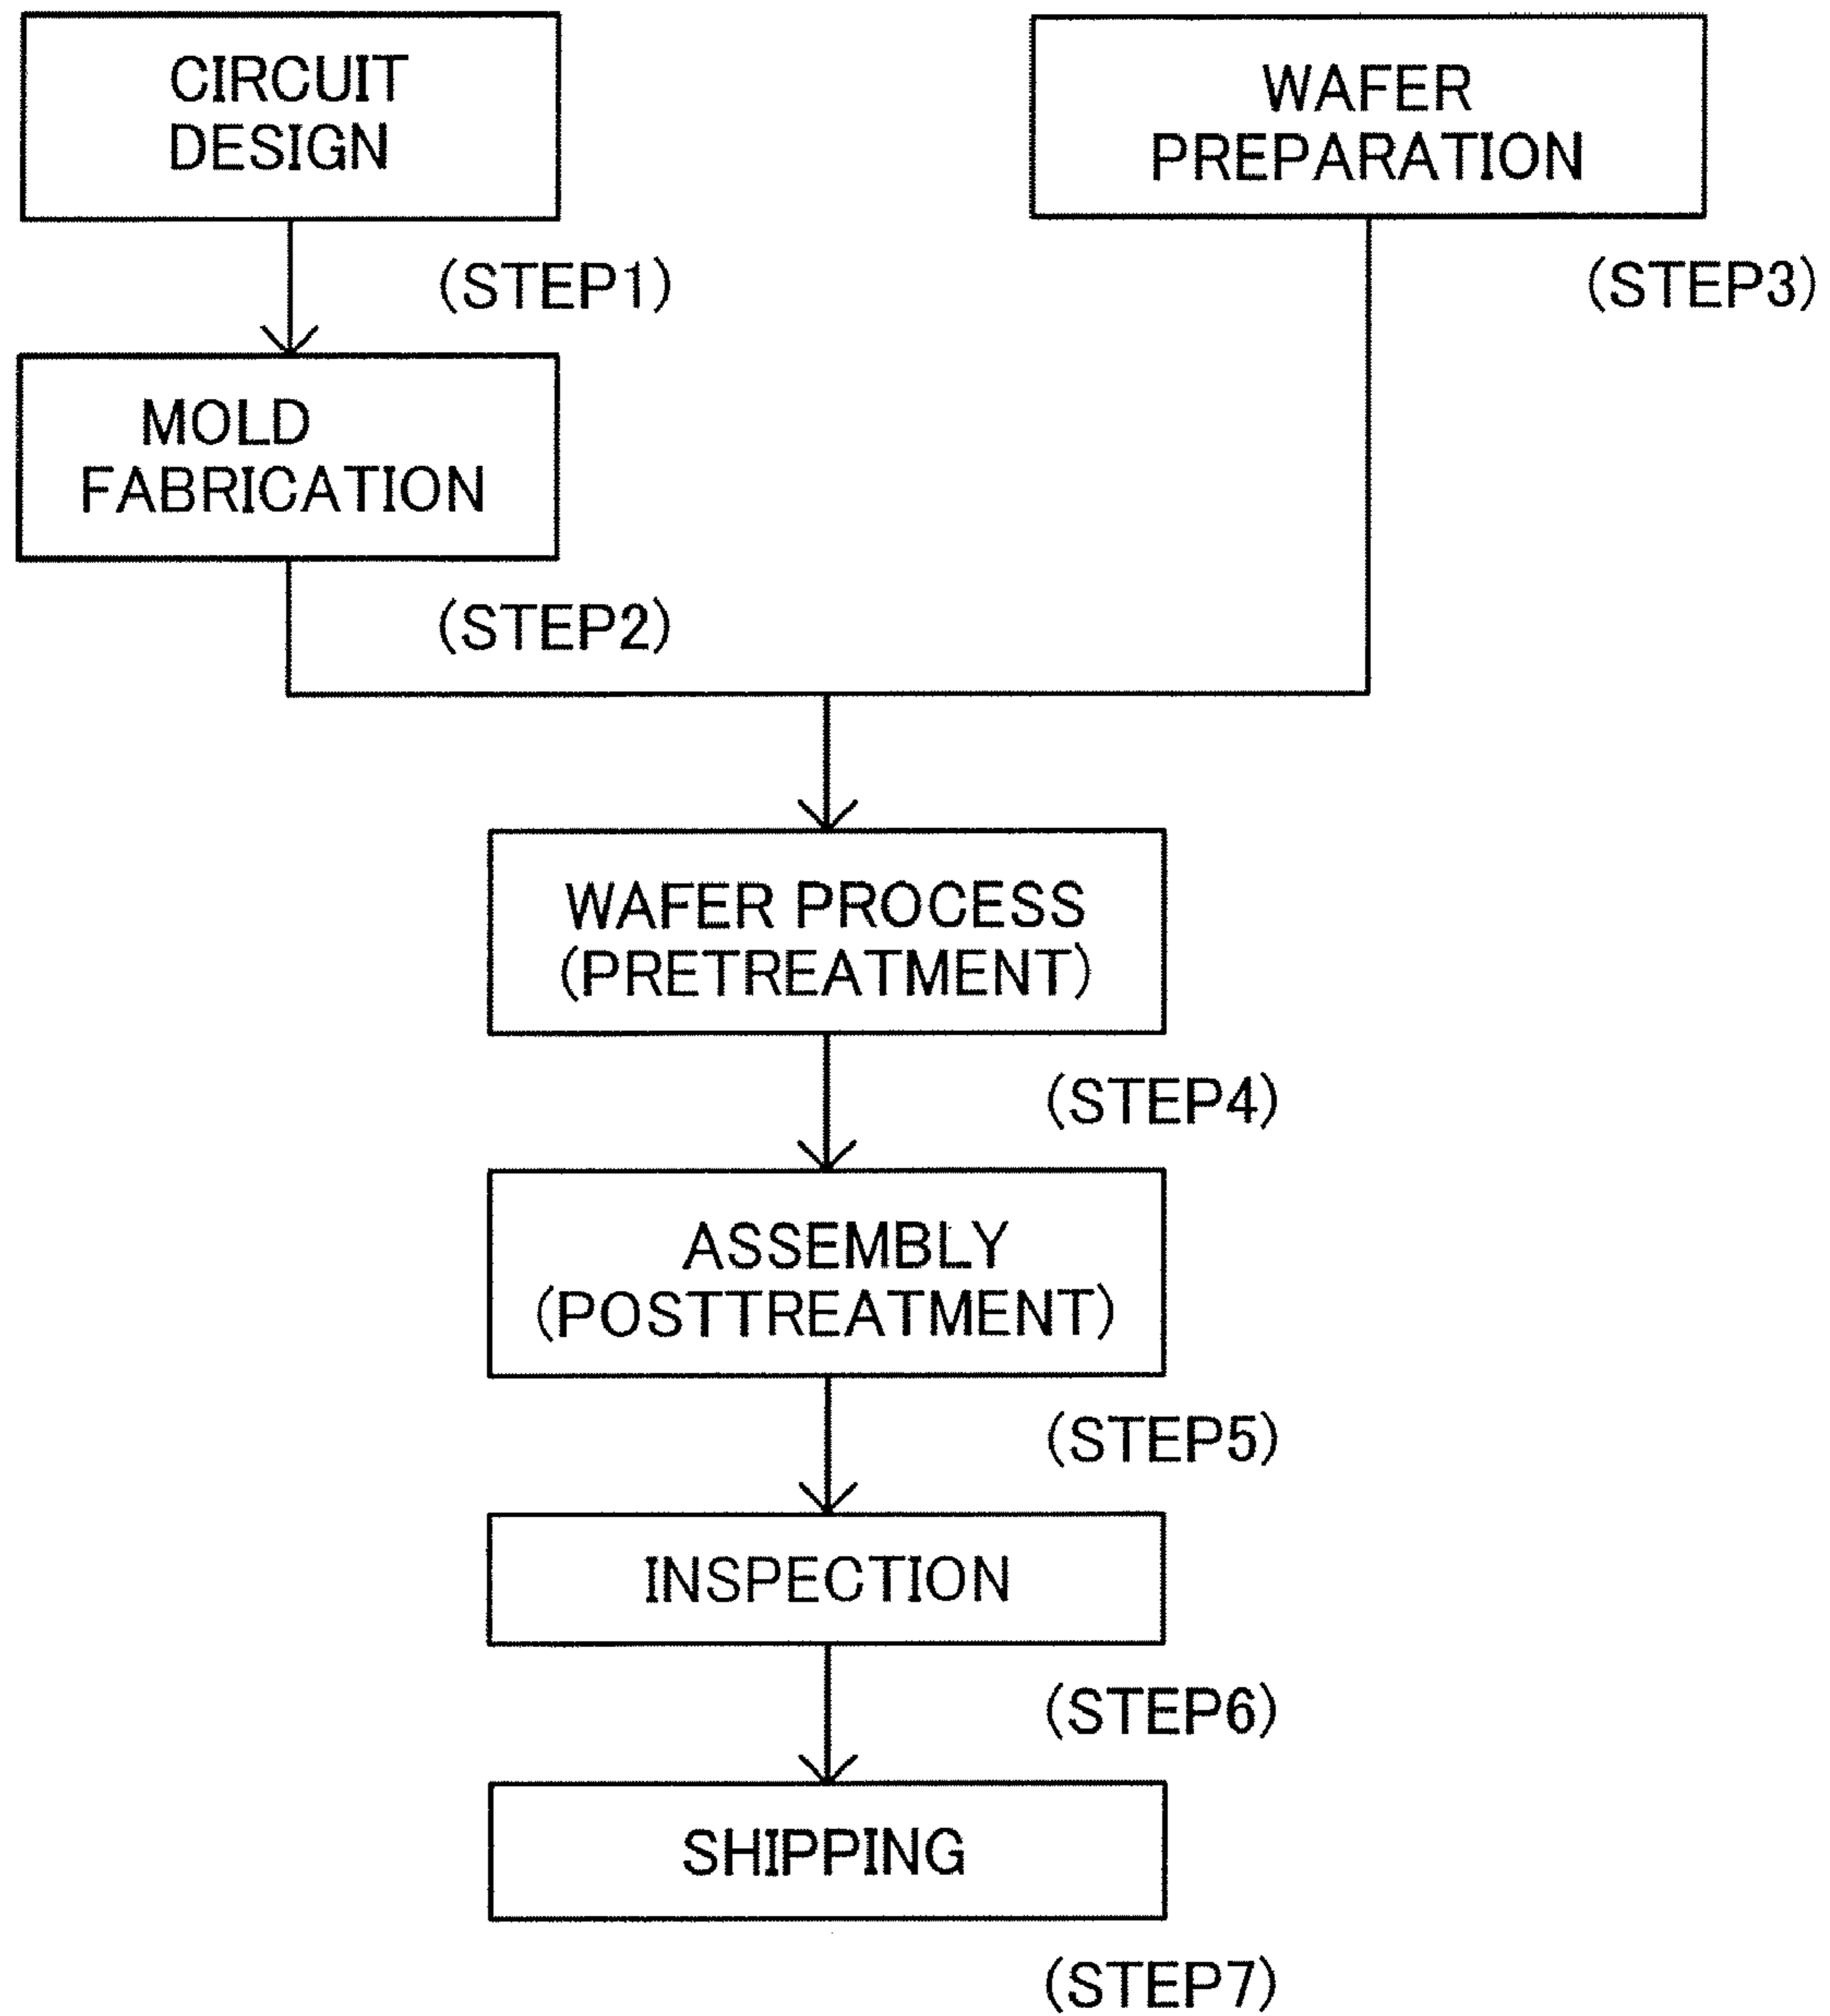 CIRCUIT
DESIGN
(STEP1)
MOLD
FABRICATION
(STEP2)
WAFER
PREPARATION
(STEP3)
WAFER PROCESS
(PRETREATMENT)
(STEP4)
ASSEMBLY
(POSTTREATMENT)
(STEP5)
INSPECTION
(STEP6)
SHIPPING
(STEP7)